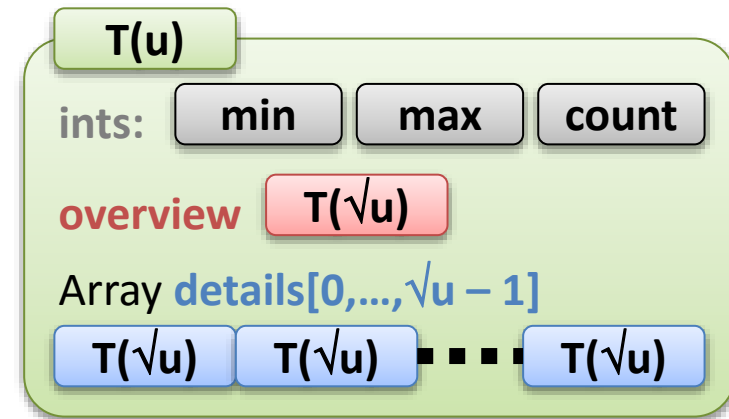 T(u)
ints: min max count
overview T(√u)
Array details[0,…,√u – 1]
T(√u) T(√u) T(√u)